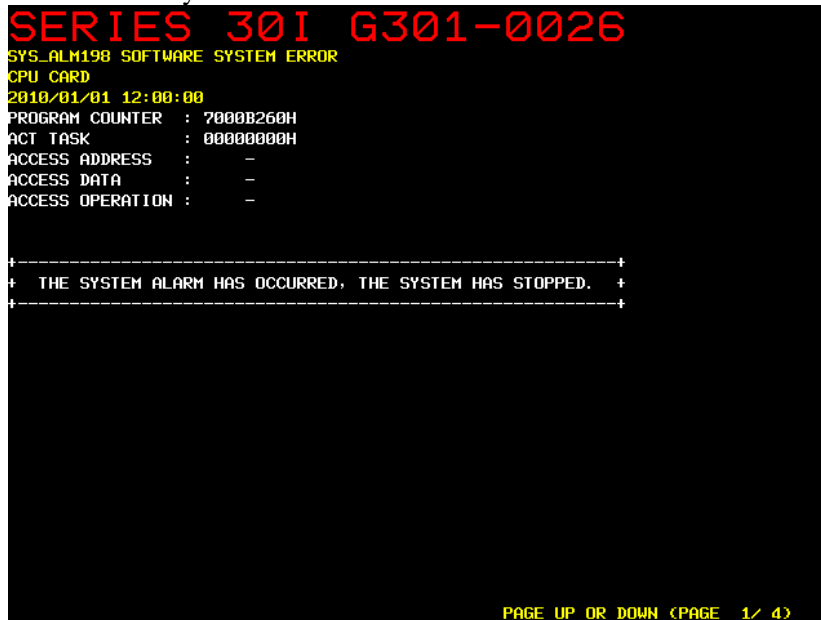 SERIES 30I G301-0026
SYS_ALM198 SOFTWARE SYSTEM ERROR
CPU CARD
2010/01/01 12:00:00
PROGRAM COUNTER : 7000B260H
ACT TASK : 00000000H
ACCESS ADDRESS : -
ACCESS DATA : -
ACCESS OPERATION : -
+----------------------------------------------------------+
+ THE SYSTEM ALARM HAS OCCURRED, THE SYSTEM HAS STOPPED. +
+----------------------------------------------------------+
PAGE UP OR DOWN (PAGE 1/ 4)